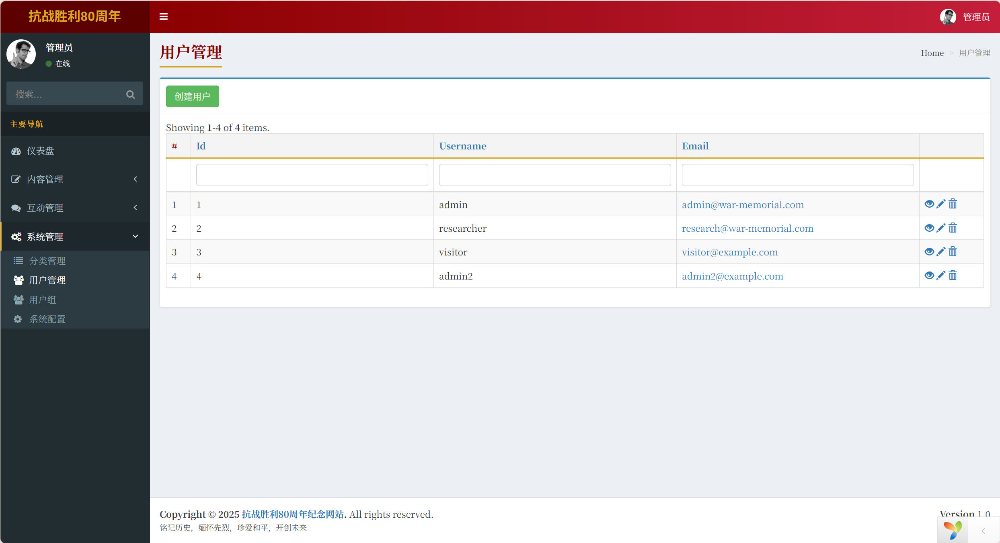 抗战胜利80周年
管理员
管理员
在线
搜索...
主要导航
仪表盘
内容管理
互动管理
系统管理
分类管理
用户管理
用户组
系统配置
用户管理
Home > 用户管理
创建用户
Showing 1-4 of 4 items.
# Id Username Email
1 1 admin admin@war-memorial.com
2 2 researcher research@war-memorial.com
3 3 visitor visitor@example.com
4 4 admin2 admin2@example.com
Copyright © 2025 抗战胜利80周年纪念网站. All rights reserved.
Version 1.0
铭记历史，缅怀先烈，珍爱和平，开创未来